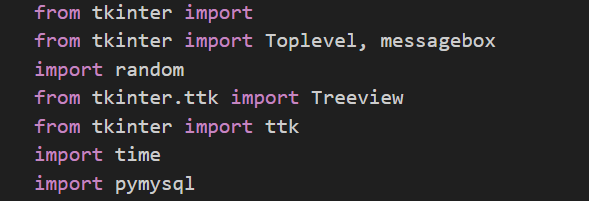 from tkinter import
from tkinter import Toplevel, messagebox
import random
from tkinter.ttk import Treeview
from tkinter import ttk
import time
import pymysql